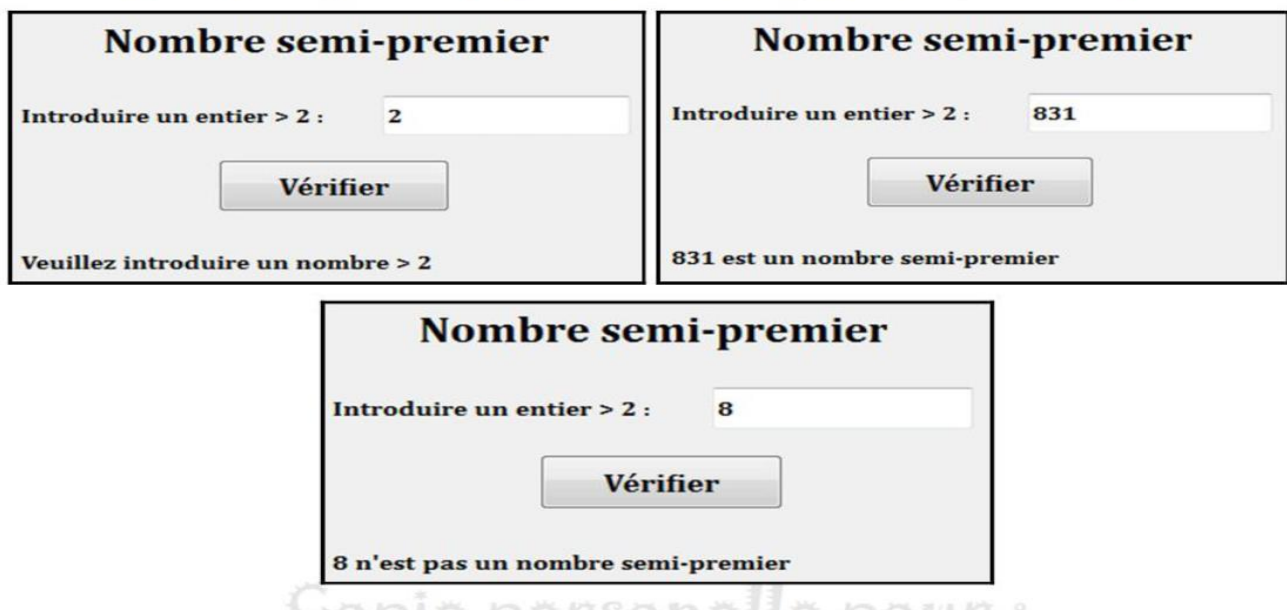 Nombre semi-premier
Introduire un entier > 2 : 2
Vérifier
Veuillez introduire un nombre > 2
Nombre semi-premier
Introduire un entier > 2 : 831
Vérifier
831 est un nombre semi-premier
Nombre semi-premier
Introduire un entier > 2 : 8
Vérifier
8 n'est pas un nombre semi-premier